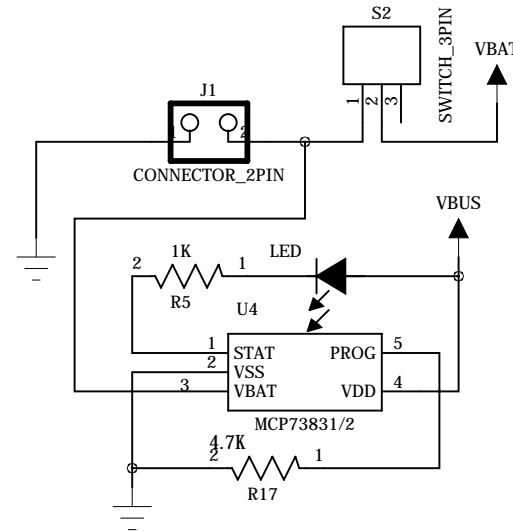 S2
SWITCH_3PIN
VBAT
1
2
3
J1
1
2
CONNECTOR_2PIN
VBUS
2
1K
1
LED
R5
U4
1
STAT
PROG
5
2
VSS
3
VBAT
VDD
4
MCP73831/2
4.7K
2
1
R17